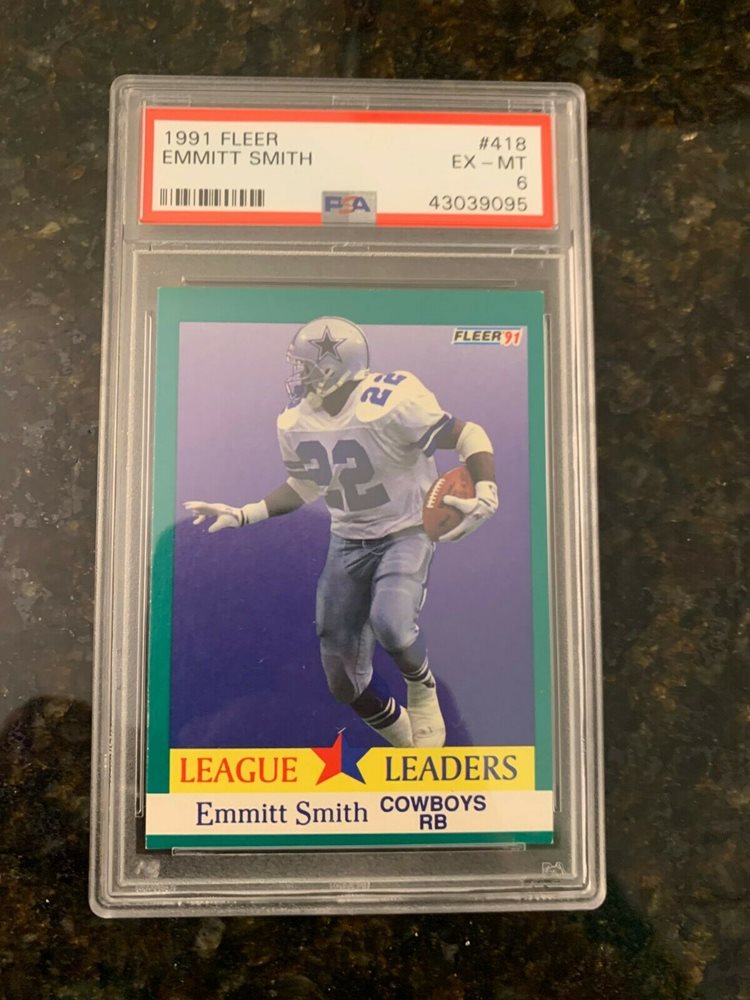 1991 FLEER #418
EMMITT SMITH EX - MT
6
PSA 43039095
FLEER '91
22
22
LEAGUE LEADERS
Emmitt Smith COWBOYS
RB